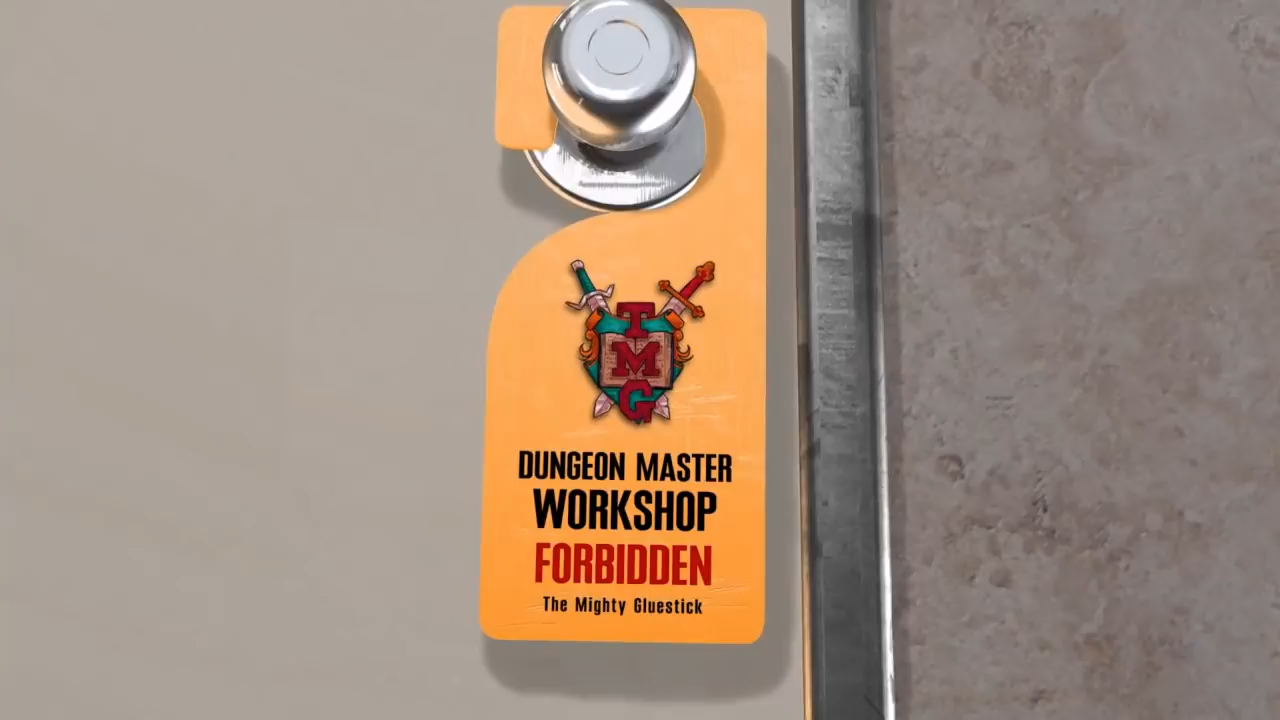 TMG
DUNGEON MASTER
WORKSHOP
FORBIDDEN
The Mighty Gluestick